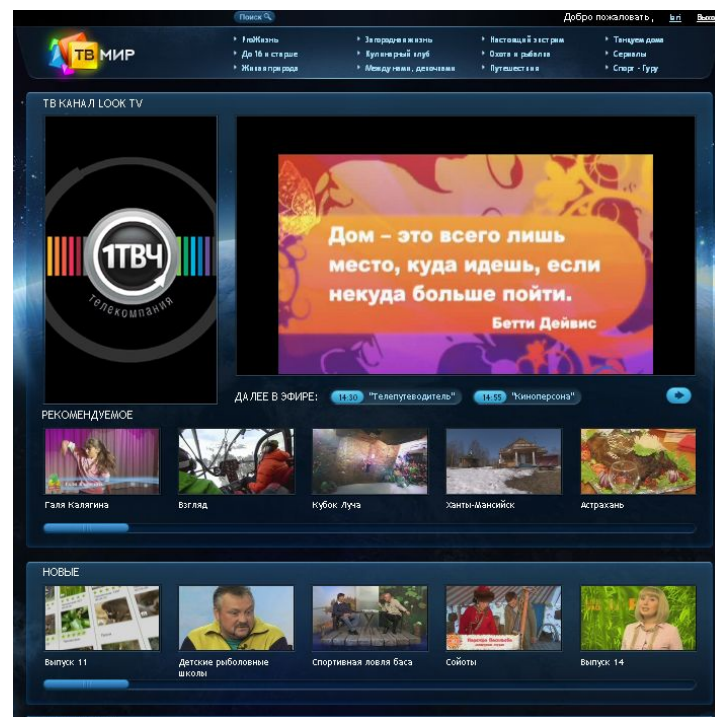 Поиск
Добро пожаловать ,
ТВ МИР
ProЖизнь
Загородная жизнь
Настоящий экстрим
Танцуем дома
До 16 и старше
Кулинарный клуб
Охота и рыбалка
Сериалы
Живая природа
Между нами, девочками
Путешествия
Спорт - Гуру
ТВ КАНАЛ LOOK TV
1ТВЧ
телекомпания
Дом – это всего лишь
место, куда идешь, если
некуда больше пойти.
Бетти Дейвис
ДАЛЕЕ В ЭФИРЕ: 14:30 "Телепутеводитель" 14:55 "Киноперсона"
РЕКОМЕНДУЕМОЕ
Галя Калягина
Взгляд
Кубок Луча
Ханты-Мансийск
Астрахань
НОВЫЕ
Выпуск 11
Детские рыболовные
школы
Спортивная ловля баса
Сойоты
Выпуск 14